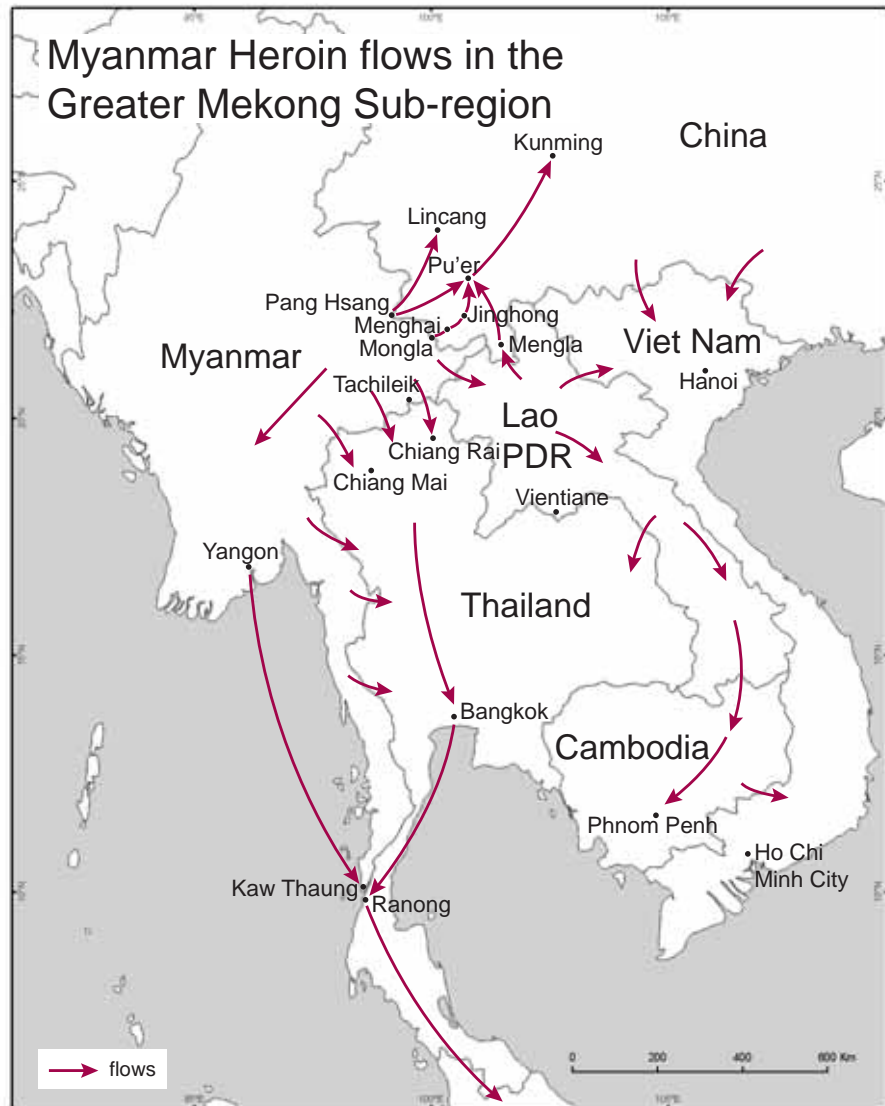 Myanmar Heroin flows in the
Greater Mekong Sub-region
China
Kunming
Lincang
Pu'er
Pang Hsang
Jinghong
Menghai
Mongla
Mengla
Viet Nam
Myanmar
Hanoi
Tachileik
Lao
PDR
Chiang Rai
Chiang Mai
Vientiane
Yangon
Thailand
Bangkok
Cambodia
Phnom Penh
Ho Chi
Minh City
Kaw Thaung
Ranong
flows
0 200 400 600 Km